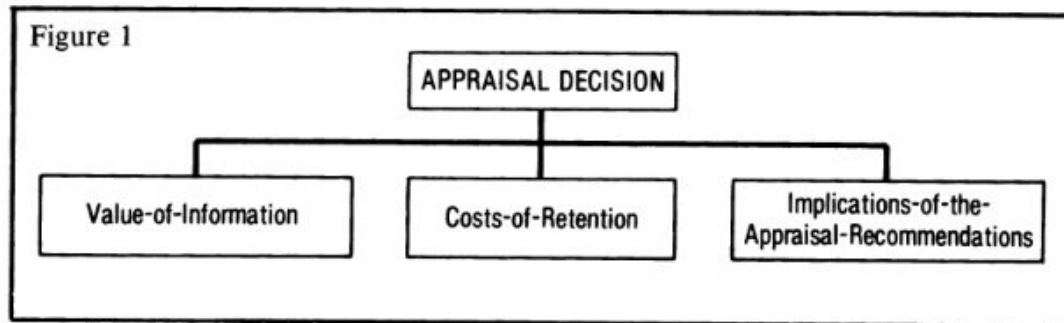 Figure 1
APPRAISAL DECISION
Value-of-Information
Costs-of-Retention
Implications-of-the-
Appraisal-Recommendations